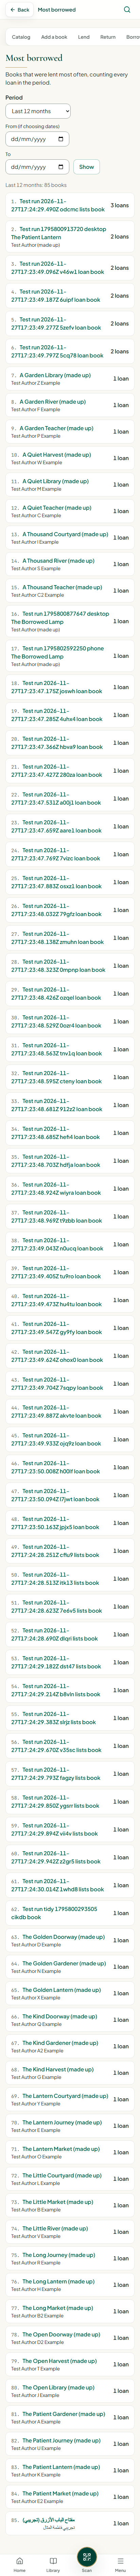 Back Most borrowed
Catalog Add a book Lend Return Borro
Most borrowed
Books that were lent most often, counting every edition in.
Period
Last 12 months
From (if choosing dates)
dd/mm/yyyy
To
dd/mm/yyyy Show
Last 12 months: 85 books
1. Test run 2026-11-
27T17:24:29.490Z odcmc lists book 3 loans
2. Test run 1795800913720 desktop
The Patient Lantern
Test Author (made up) 2 loans
3. Test run 2026-11-
27T17:23:49.096Z v46w1 loan book 2 loans
4. Test run 2026-11-
27T17:23:49.187Z 6uipf loan book 2 loans
5. Test run 2026-11-
27T17:23:49.277Z 5zefv loan book 2 loans
6. Test run 2026-11-
27T17:23:49.797Z 5cq78 loan book 2 loans
7. A Garden Library (made up)
Test Author Z Example 1 loan
8. A Garden River (made up)
Test Author F Example 1 loan
9. A Garden Teacher (made up)
Test Author P Example 1 loan
10. A Quiet Harvest (made up)
Test Author W Example 1 loan
11. A Quiet Library (made up)
Test Author M Example 1 loan
12. A Quiet Teacher (made up)
Test Author C Example 1 loan
13. A Thousand Courtyard (made up)
Test Author I Example 1 loan
14. A Thousand River (made up)
Test Author S Example 1 loan
15. A Thousand Teacher (made up)
Test Author C2 Example 1 loan
16. Test run 1795800877647 desktop
The Borrowed Lamp
Test Author (made up) 1 loan
17. Test run 1795802592250 phone
The Borrowed Lamp
Test Author (made up) 1 loan
18. Test run 2026-11-
27T17:23:47.175Z joswh loan book 1 loan
19. Test run 2026-11-
27T17:23:47.285Z 4uhx4 loan book 1 loan
20. Test run 2026-11-
27T17:23:47.366Z hbva9 loan book 1 loan
21. Test run 2026-11-
27T17:23:47.427Z 280za loan book 1 loan
22. Test run 2026-11-
27T17:23:47.531Z a00j1 loan book 1 loan
23. Test run 2026-11-
27T17:23:47.659Z aare1 loan book 1 loan
24. Test run 2026-11-
27T17:23:47.769Z 7vizc loan book 1 loan
25. Test run 2026-11-
27T17:23:47.883Z osxz1 loan book 1 loan
26. Test run 2026-11-
27T17:23:48.032Z 79gfz loan book 1 loan
27. Test run 2026-11-
27T17:23:48.138Z zmuhn loan book 1 loan
28. Test run 2026-11-
27T17:23:48.323Z 0mpnp loan book 1 loan
29. Test run 2026-11-
27T17:23:48.426Z ozqel loan book 1 loan
30. Test run 2026-11-
27T17:23:48.529Z 0ozr4 loan book 1 loan
31. Test run 2026-11-
27T17:23:48.563Z tnv1q loan book 1 loan
32. Test run 2026-11-
27T17:23:48.595Z cteny loan book 1 loan
33. Test run 2026-11-
27T17:23:48.681Z 912z2 loan book 1 loan
34. Test run 2026-11-
27T17:23:48.685Z hrfr4 loan book 1 loan
35. Test run 2026-11-
27T17:23:48.703Z hdfja loan book 1 loan
36. Test run 2026-11-
27T17:23:48.924Z wiyra loan book 1 loan
37. Test run 2026-11-
27T17:23:48.969Z t9zbb loan book 1 loan
38. Test run 2026-11-
27T17:23:49.043Z n0ucq loan book 1 loan
39. Test run 2026-11-
27T17:23:49.405Z tu9ro loan book 1 loan
40. Test run 2026-11-
27T17:23:49.473Z hu4tu loan book 1 loan
41. Test run 2026-11-
27T17:23:49.547Z gy9fy loan book 1 loan
42. Test run 2026-11-
27T17:23:49.624Z ohox0 loan book 1 loan
43. Test run 2026-11-
27T17:23:49.704Z 7sqpy loan book 1 loan
44. Test run 2026-11-
27T17:23:49.887Z akvte loan book 1 loan
45. Test run 2026-11-
27T17:23:49.933Z ojq9z loan book 1 loan
46. Test run 2026-11-
27T17:23:50.008Z h00lf loan book 1 loan
47. Test run 2026-11-
27T17:23:50.094Z l7jwt loan book 1 loan
48. Test run 2026-11-
27T17:23:50.163Z jpjx5 loan book 1 loan
49. Test run 2026-11-
27T17:24:28.251Z cflu9 lists book 1 loan
50. Test run 2026-11-
27T17:24:28.513Z itk13 lists book 1 loan
51. Test run 2026-11-
27T17:24:28.623Z 7e6v5 lists book 1 loan
52. Test run 2026-11-
27T17:24:28.690Z dlqri lists book 1 loan
53. Test run 2026-11-
27T17:24:29.182Z dst47 lists book 1 loan
54. Test run 2026-11-
27T17:24:29.214Z b8vln lists book 1 loan
55. Test run 2026-11-
27T17:24:29.383Z slrjz lists book 1 loan
56. Test run 2026-11-
27T17:24:29.670Z v35sc lists book 1 loan
57. Test run 2026-11-
27T17:24:29.793Z fagzy lists book 1 loan
58. Test run 2026-11-
27T17:24:29.850Z ygsrr lists book 1 loan
59. Test run 2026-11-
27T17:24:29.894Z vii4v lists book 1 loan
60. Test run 2026-11-
27T17:24:29.942Z z2gr5 lists book 1 loan
61. Test run 2026-11-
27T17:24:30.014Z 1whd8 lists book 1 loan
62. Test run tidy 1795800293505
cikdb book 1 loan
63. The Golden Doorway (made up)
Test Author D Example 1 loan
64. The Golden Gardener (made up)
Test Author N Example 1 loan
65. The Golden Lantern (made up)
Test Author X Example 1 loan
66. The Kind Doorway (made up)
Test Author Q Example 1 loan
67. The Kind Gardener (made up)
Test Author A2 Example 1 loan
68. The Kind Harvest (made up)
Test Author G Example 1 loan
69. The Lantern Courtyard (made up)
Test Author Y Example 1 loan
70. The Lantern Journey (made up)
Test Author E Example 1 loan
71. The Lantern Market (made up)
Test Author O Example 1 loan
72. The Little Courtyard (made up)
Test Author L Example 1 loan
73. The Little Market (made up)
Test Author B Example 1 loan
74. The Little River (made up)
Test Author V Example 1 loan
75. The Long Journey (made up)
Test Author R Example 1 loan
76. The Long Lantern (made up)
Test Author H Example 1 loan
77. The Long Market (made up)
Test Author B2 Example 1 loan
78. The Open Doorway (made up)
Test Author D2 Example 1 loan
79. The Open Harvest (made up)
Test Author T Example 1 loan
80. The Open Library (made up)
Test Author J Example 1 loan
81. The Patient Gardener (made up)
Test Author A Example 1 loan
82. The Patient Journey (made up)
Test Author U Example 1 loan
83. The Patient Lantern (made up)
Test Author K Example 1 loan
84. The Patient Market (made up)
Test Author E2 Example 1 loan
85. مفتاح الباب الأزرق (تجريبي)
تجريبي فاطمة المثال 1 loan
Home Library Scan Menu